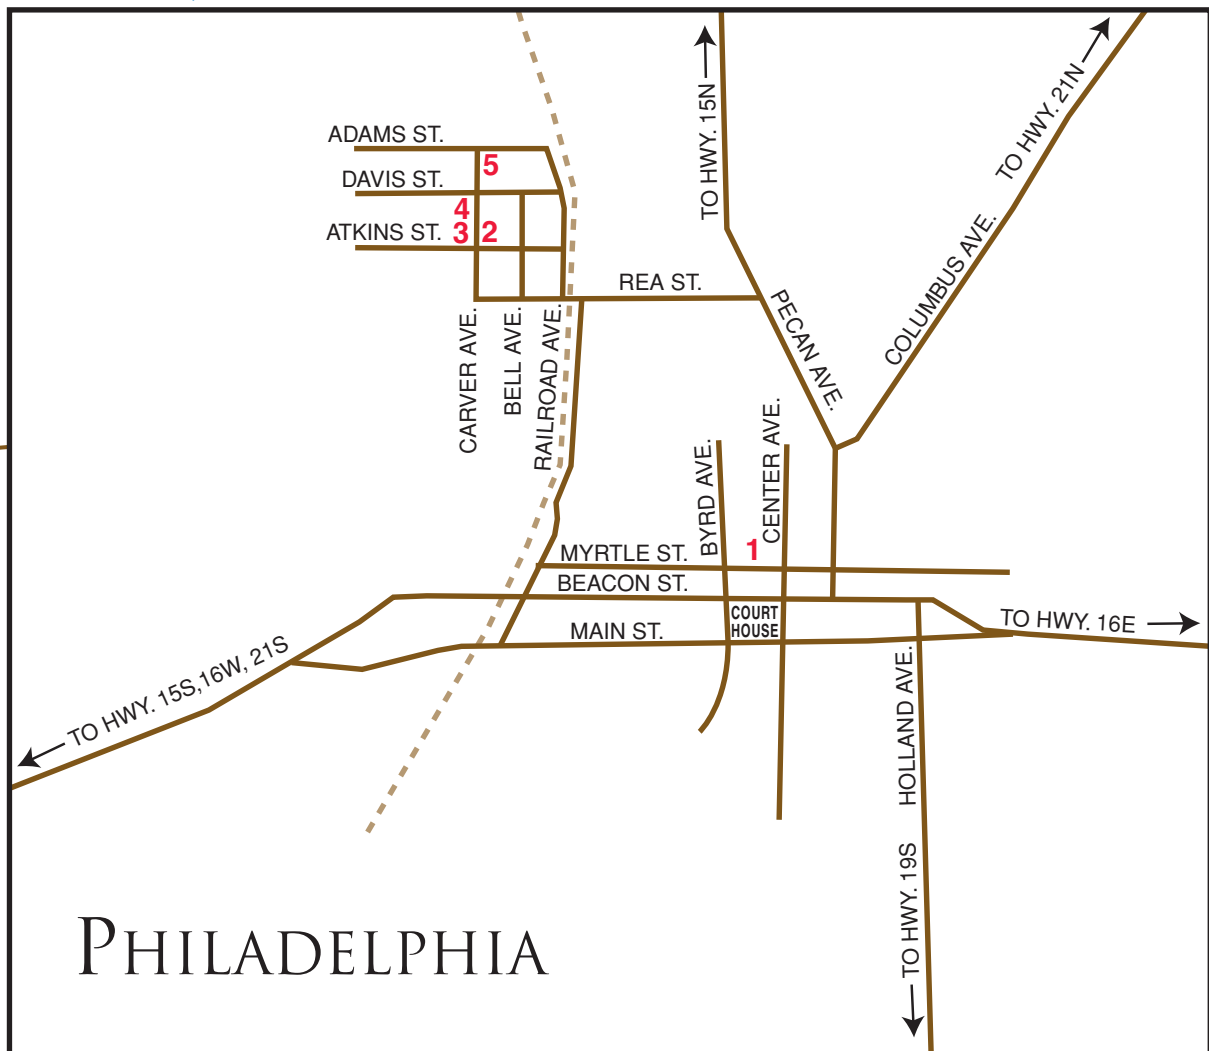 ADAMS ST.
5
DAVIS ST.
4
ATKINS ST.
3 2
TO HWY. 15N
TO HWY. 21N
COLUMBUS AVE.
REA ST.
PECAN AVE.
CARVER AVE.
BELL AVE.
RAILROAD AVE.
BYRD AVE.
CENTER AVE.
1
MYRTLE ST.
BEACON ST.
COURT
HOUSE
MAIN ST.
TO HWY. 16E
TO HWY. 15S,16W, 21S
HOLLAND AVE.
TO HWY. 19S
PHILADELPHIA